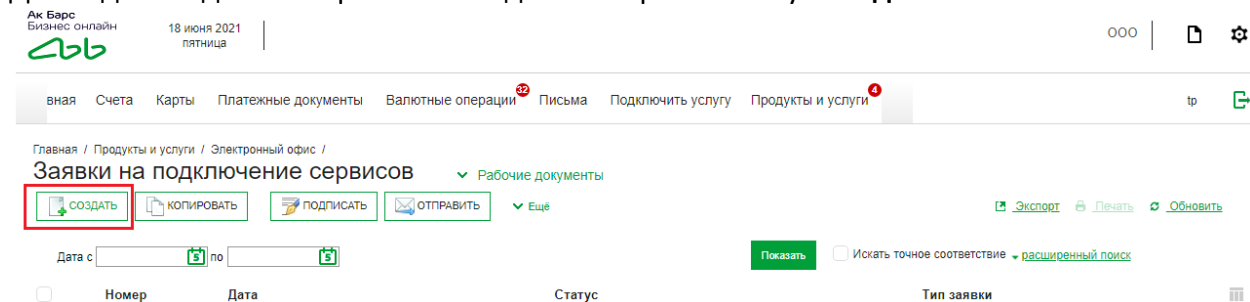 Ак Барс
Бизнес онлайн
18 июня 2021
пятница
ООО
вная Счета Карты Платежные документы Валютные операции 32 Письма Подключить услугу Продукты и услуги 4 tp
Главная / Продукты и услуги / Электронный офис /
Заявки на подключение сервисов Рабочие документы
СОЗДАТЬ КОПИРОВАТЬ ПОДПИСАТЬ ОТПРАВИТЬ Ещё Экспорт Печать Обновить
Дата с 5 по 5 Показать Искать точное соответствие расширенный поиск
Номер Дата Статус Тип заявки